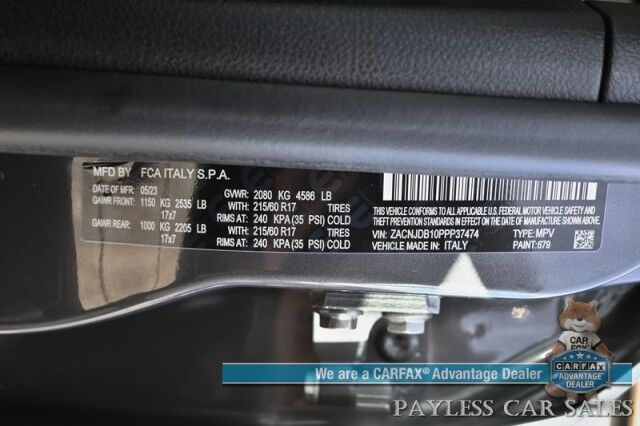 MFD BY FCA ITALY S.P.A.
DATE OF MFR: 05/23 GVWR: 2080 KG 4586 LB
GAWR FRONT: 1150 KG 2535 LB WITH 215/60 R17 TIRES
17x7 RIMS AT: 240 KPA (35 PSI) COLD
GAWR REAR: 1000 KG 2205 LB WITH 215/60 R17 TIRES
17x7 RIMS AT: 240 KPA (35 PSI) COLD
THIS VEHICLE CONFORMS TO ALL APPLICABLE
U.S. FEDERAL MOTOR VEHICLE SAFETY
BUMPER, AND THEFT PREVENTION STANDARDS IN
EFFECT ON THE DATE OF MANUFACTURE SHOWN ABOVE.
VIN: ZACNJDB10PPP37474 TYPE: MPV
VEHICLE MADE IN: ITALY PAINT: 679
We are a CARFAX® Advantage Dealer
CAR
FOX
CARFAX
ADVANTAGE
DEALER
PAYLESS CAR SALES